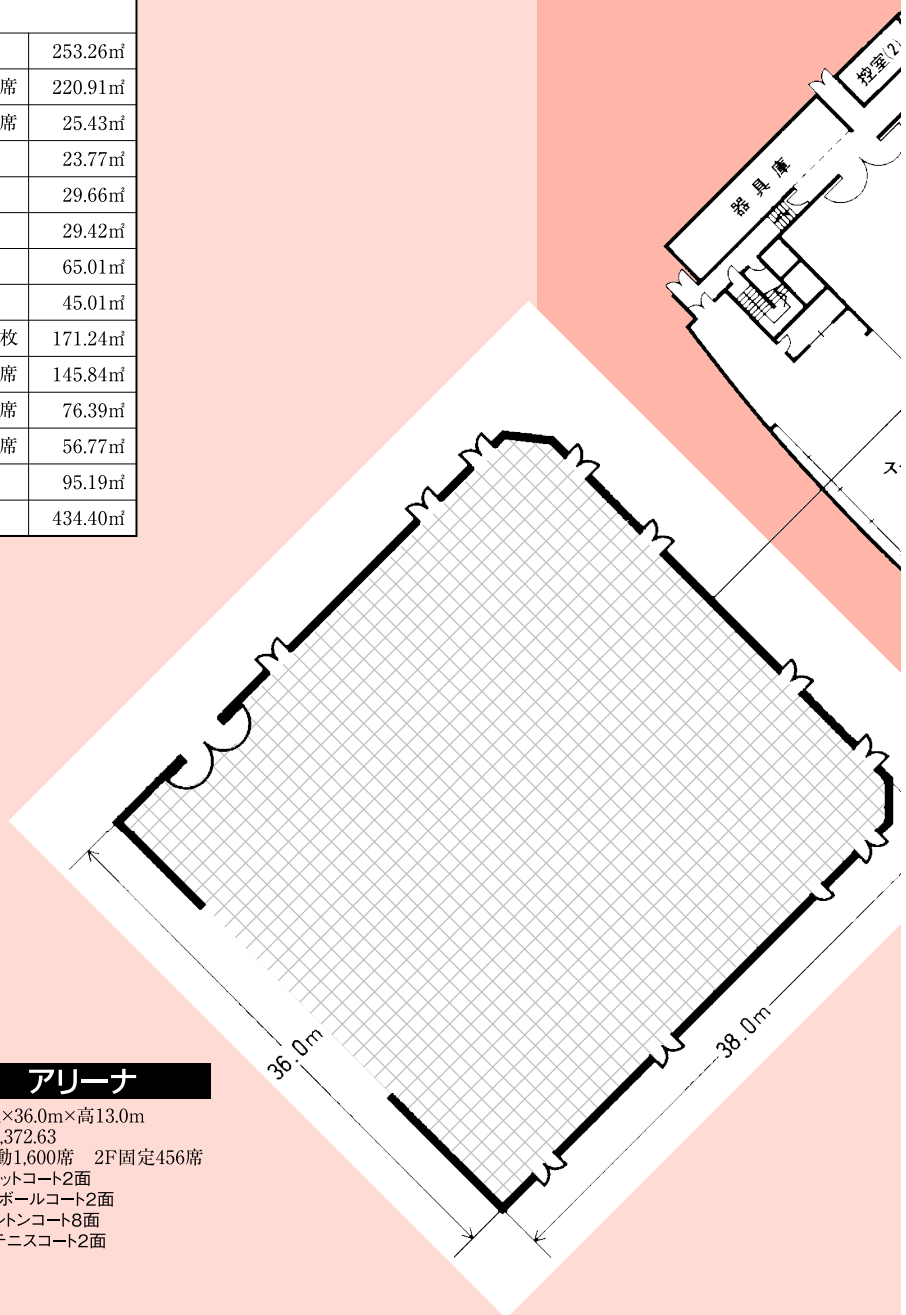 253.26㎡
席 220.91㎡
席 25.43㎡
23.77㎡
29.66㎡
29.42㎡
65.01㎡
45.01㎡
枚 171.24㎡
席 145.84㎡
席 76.39㎡
席 56.77㎡
95.19㎡
434.40㎡
控室(2)
器具庫
ス
36.0m
38.0m
アリーナ
×36.0m×高13.0m
,372.63
動1,600席 2F固定456席
ットコート2面
ボールコート2面
ントンコート8面
テニスコート2面